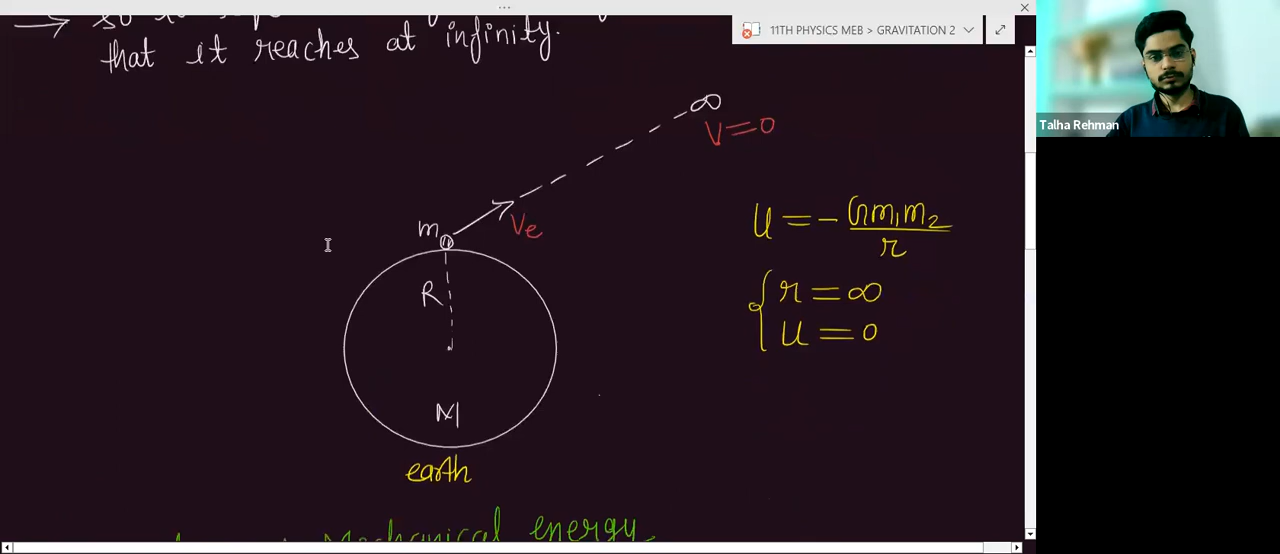 that it reaches at infinity.
11TH PHYSICS MEB > GRAVITATION 2
Talha Rehman
∞
V=0
m
Ve
R
M
earth
U = - Gm1m2/r
r = ∞
U = 0
Mechanical energy